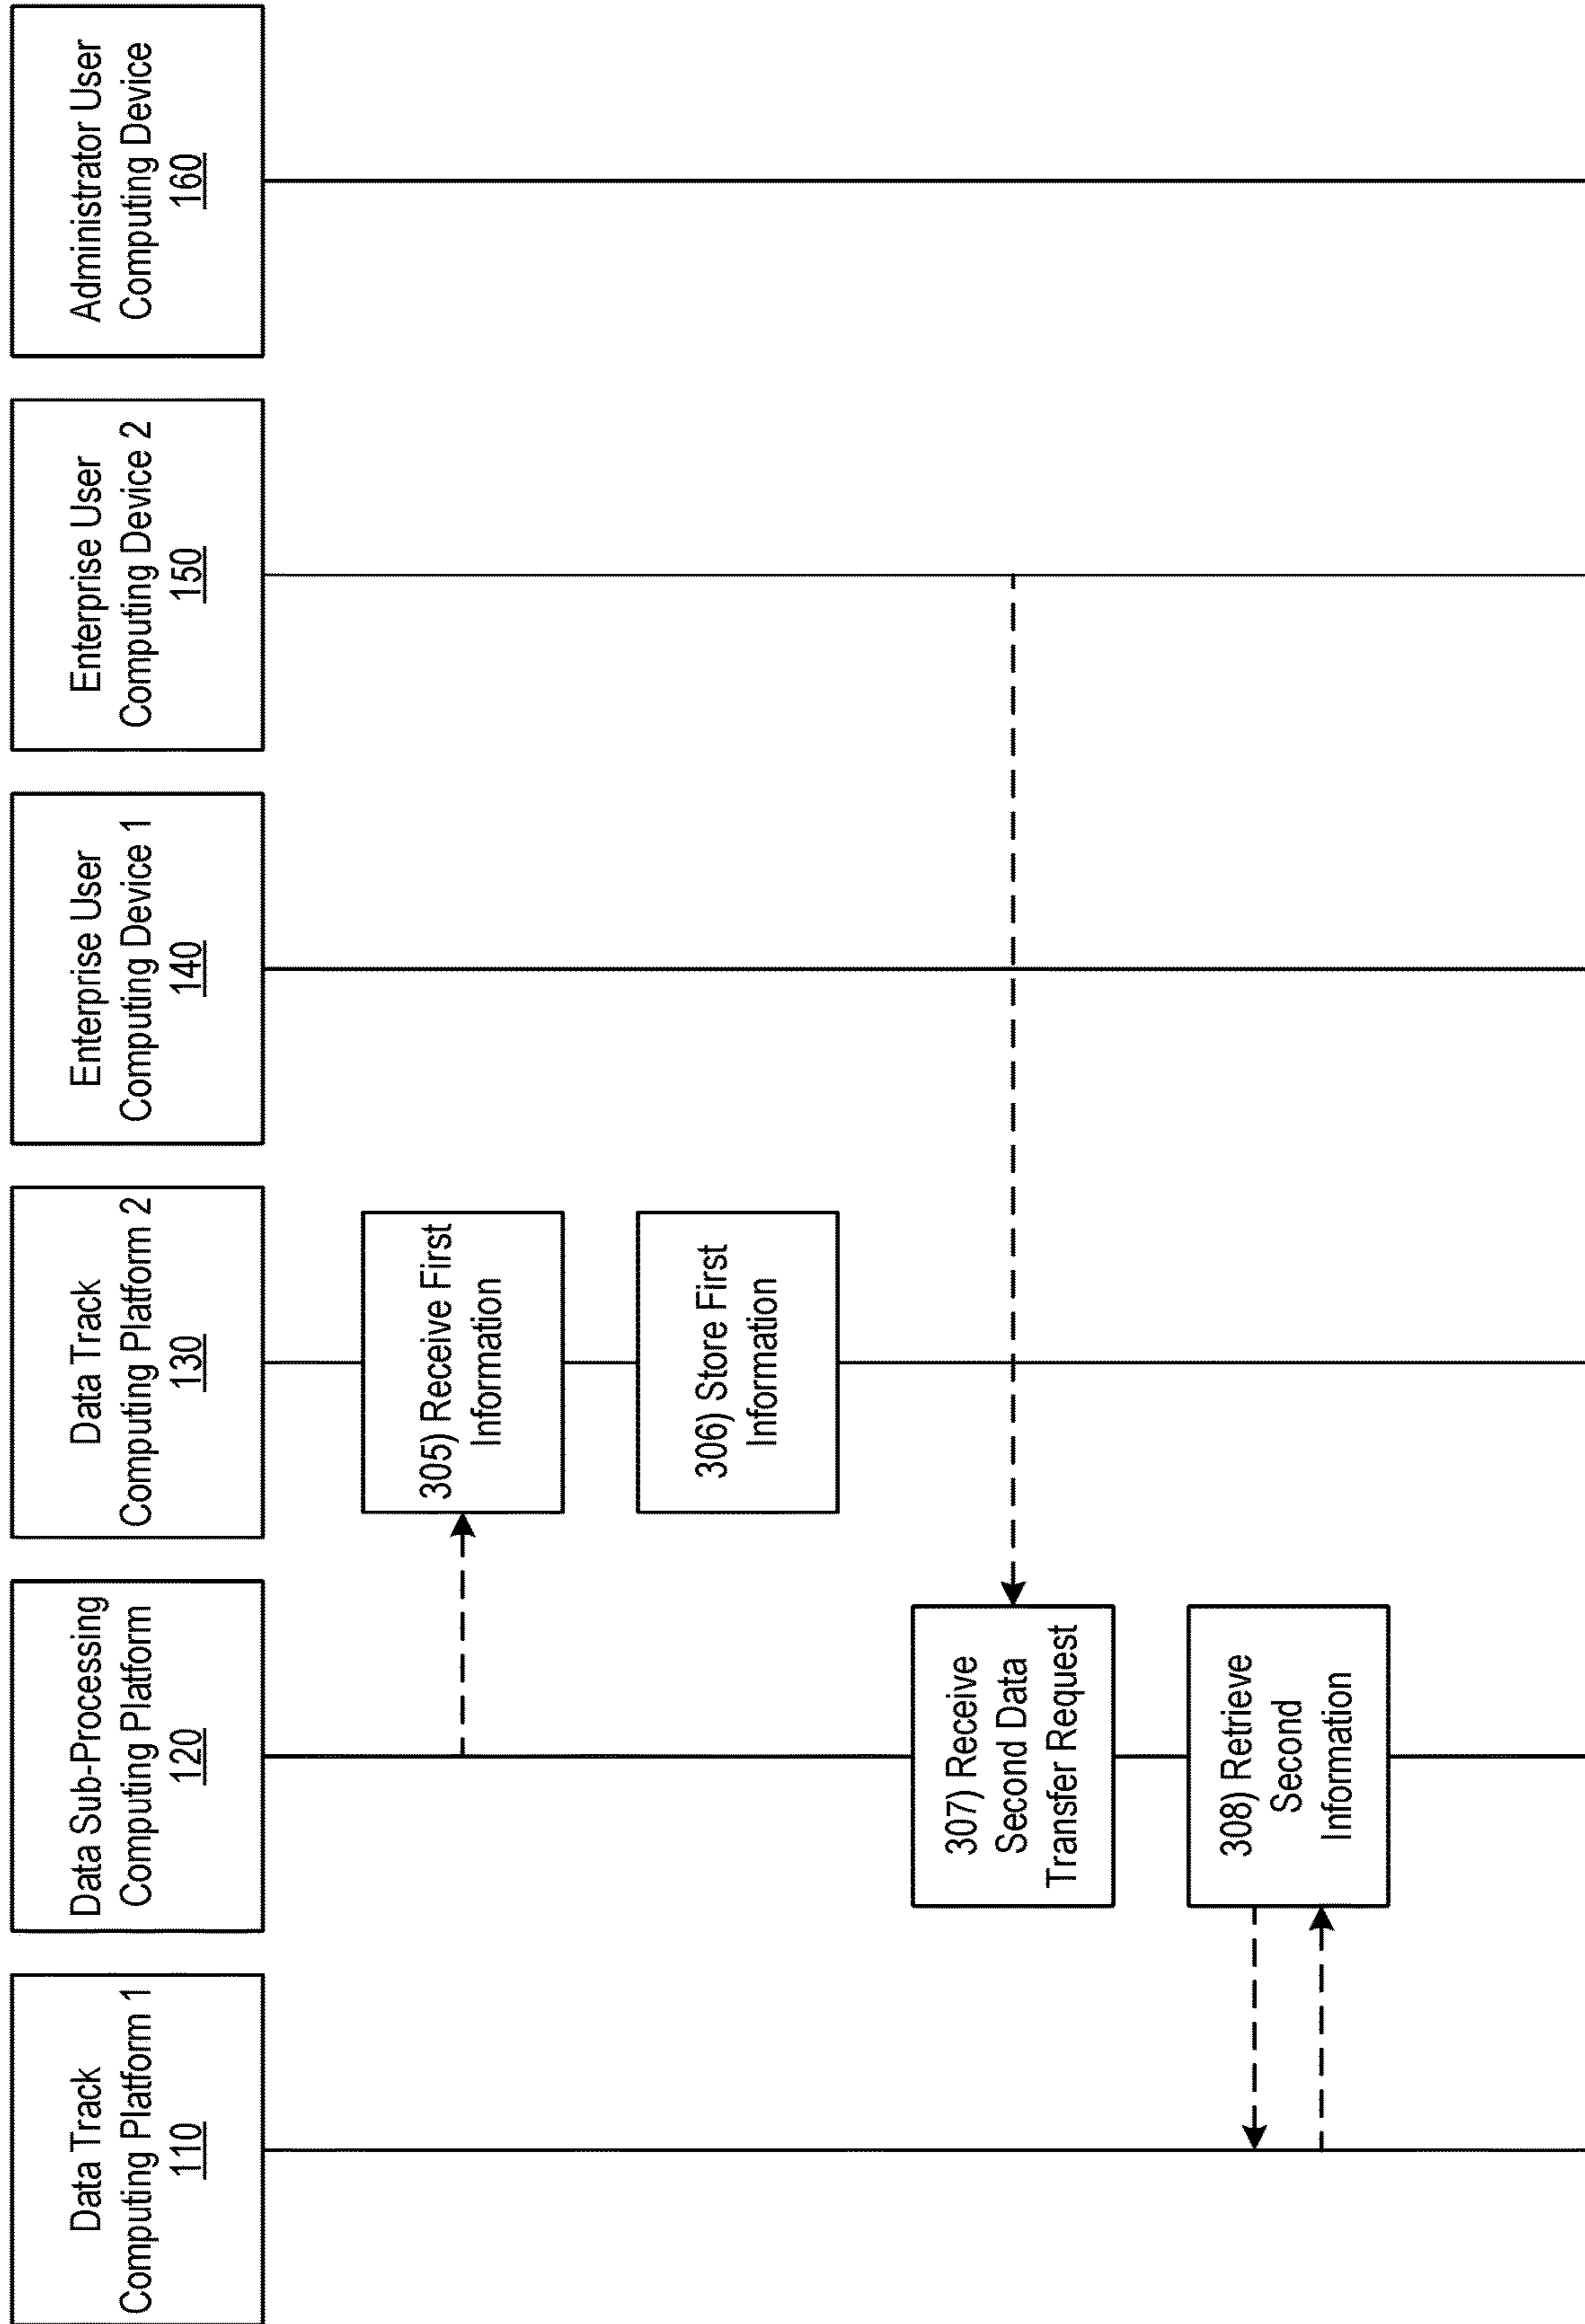 Data Track
Computing Platform 1
110
Data Sub-Processing
Computing Platform
120
Data Track
Computing Platform 2
130
Enterprise User
Computing Device 1
140
Enterprise User
Computing Device 2
150
Administrator User
Computing Device
160
305) Receive First
Information
306) Store First
Information
307) Receive
Second Data
Transfer Request
308) Retrieve
Second
Information